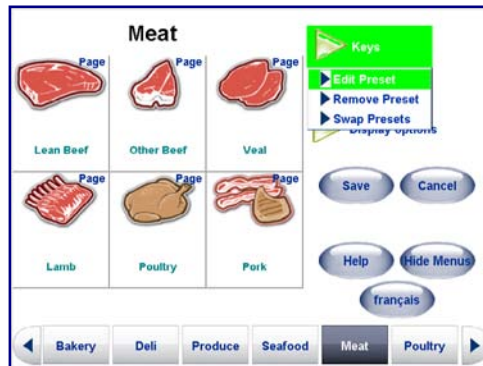 Meat
Page Page Page
Lean Beef Other Beef Veal
Page Page Page
Lamb Poultry Pork
Keys
Edit Preset
Remove Preset
Swap Presets
Display options
Save Cancel
Help Hide Menus
français
Bakery Deli Produce Seafood Meat Poultry